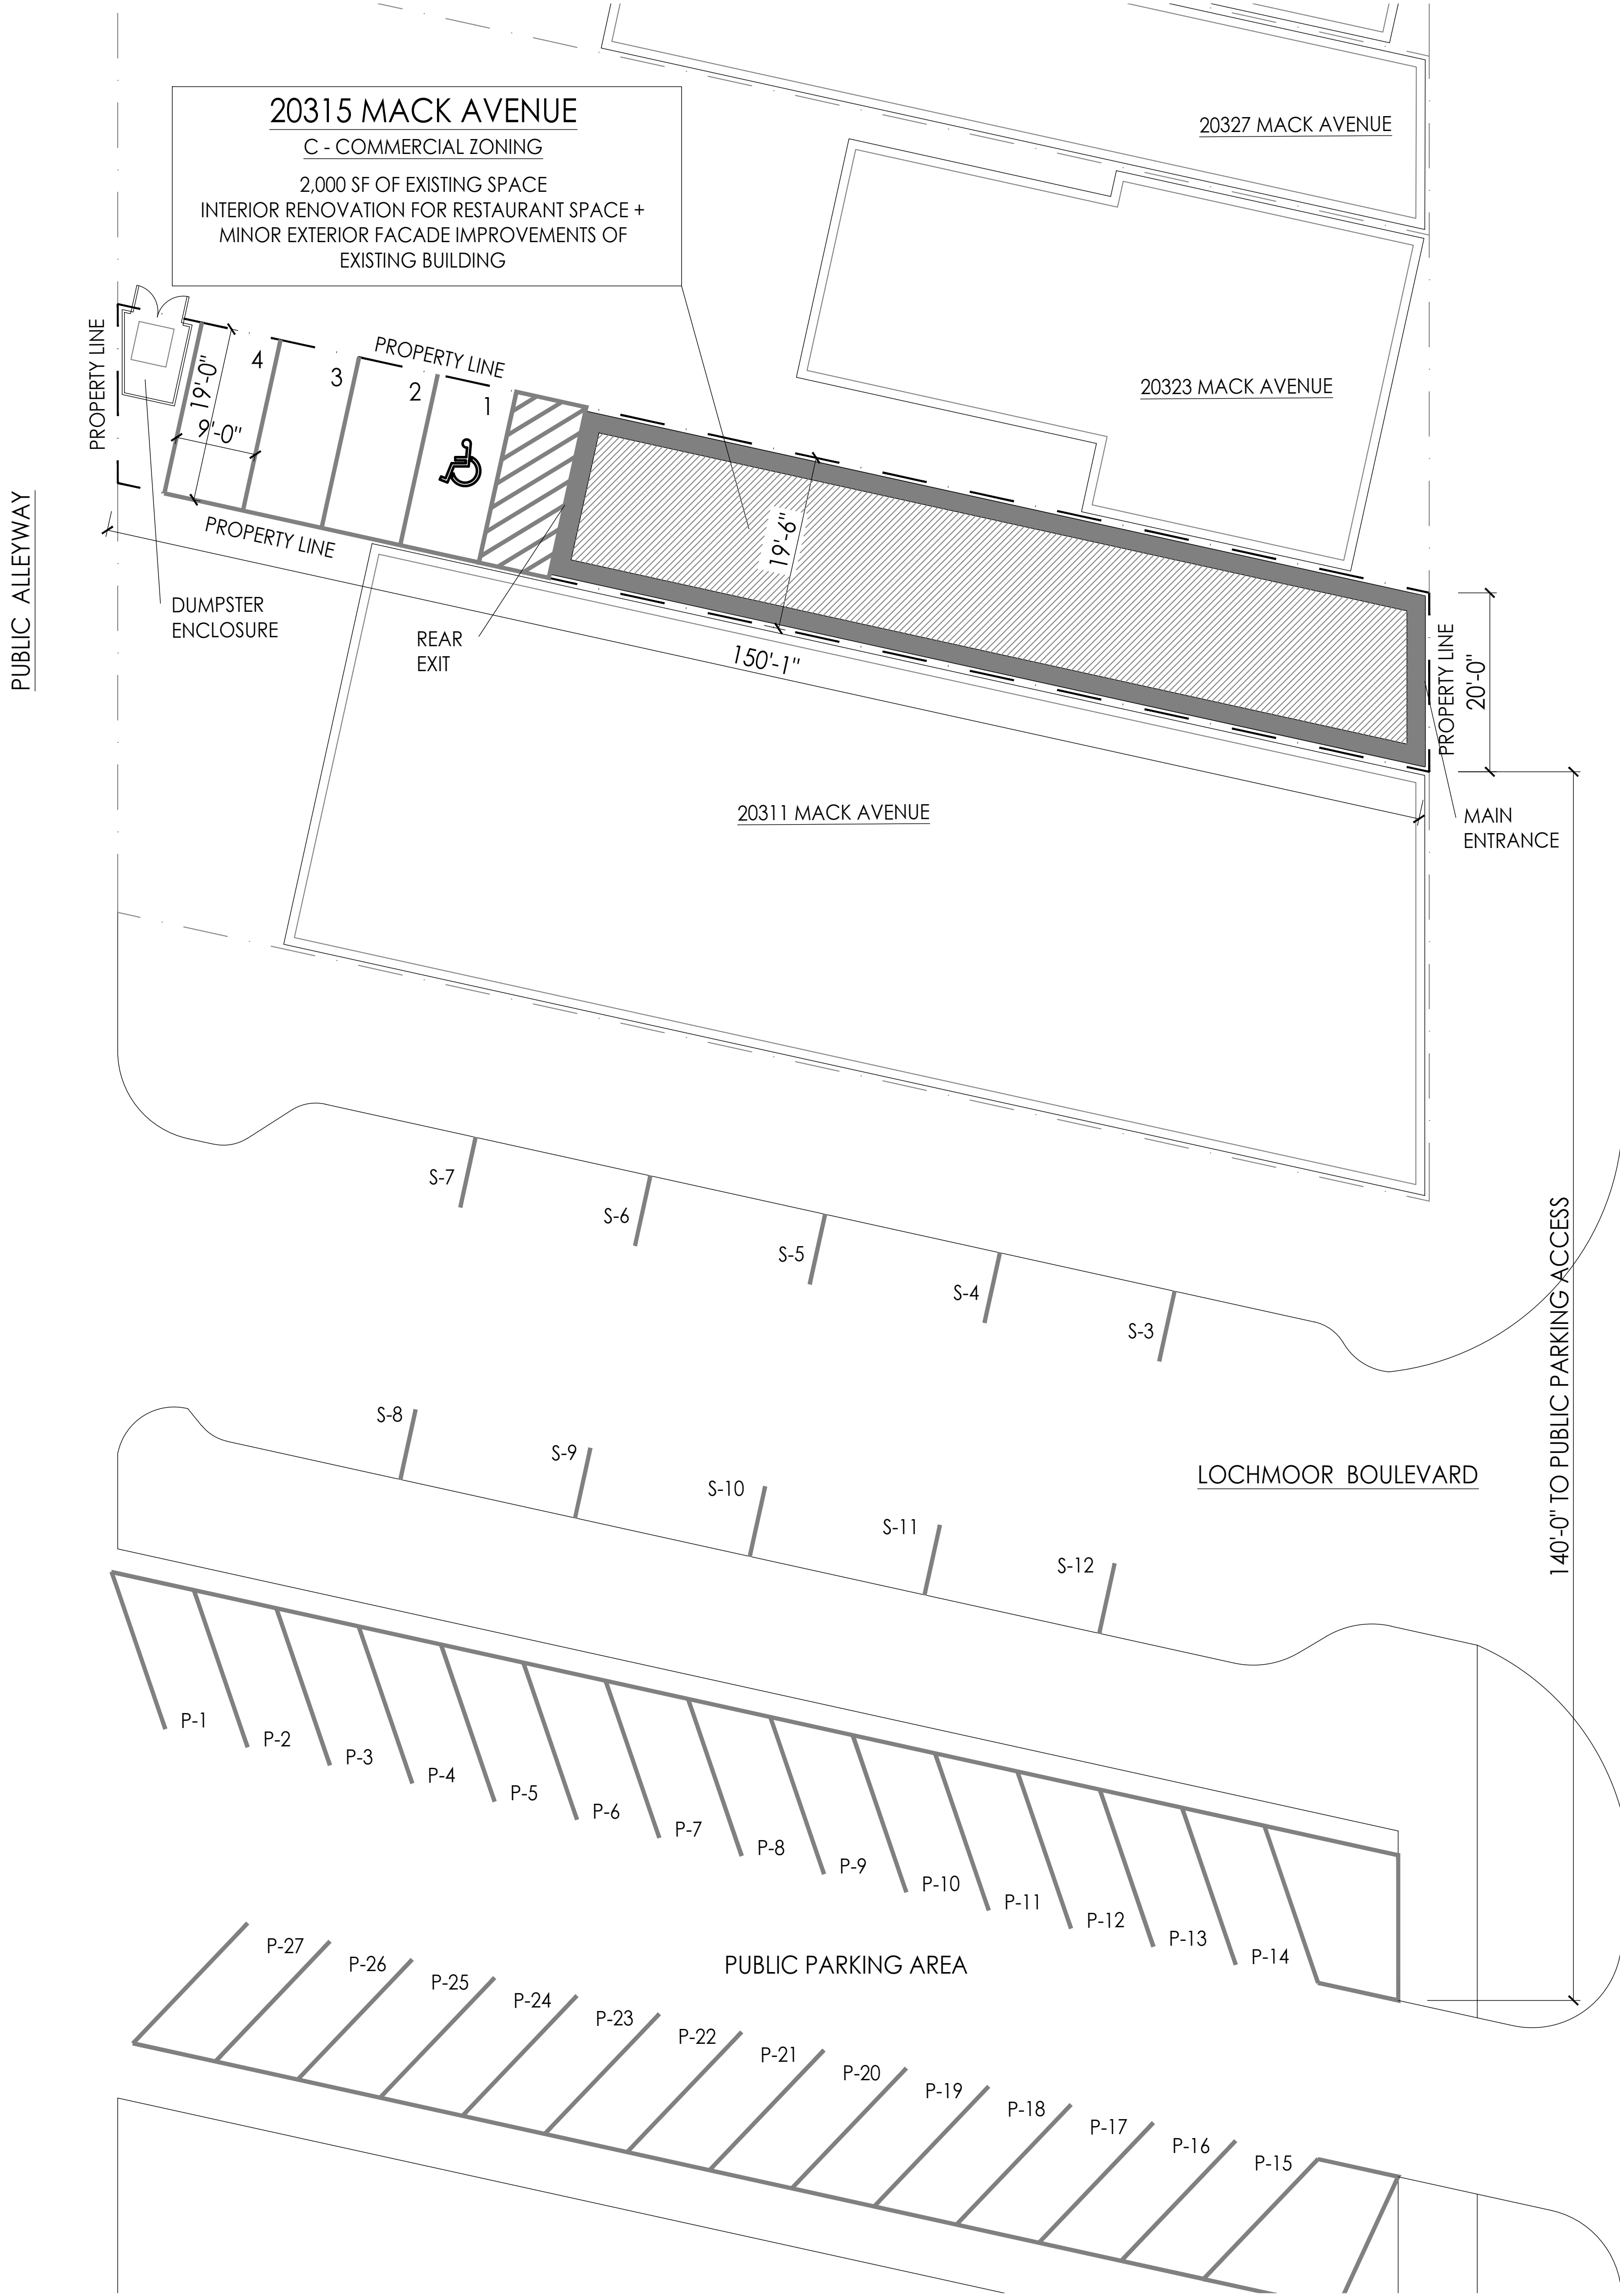 20327 MACK AVENUE
20315 MACK AVENUE
C - COMMERCIAL ZONING
2,000 SF OF EXISTING SPACE
INTERIOR RENOVATION FOR RESTAURANT SPACE +
MINOR EXTERIOR FACADE IMPROVEMENTS OF
EXISTING BUILDING
20323 MACK AVENUE
PROPERTY LINE
PROPERTY LINE
4
3
2
1
19'-0"
9'-0"
PROPERTY LINE
PUBLIC ALLEYWAY
DUMPSTER
ENCLOSURE
REAR
EXIT
19'-6"
150'-1"
PROPERTY LINE
20'-0"
20311 MACK AVENUE
MAIN
ENTRANCE
S-7
S-6
S-5
S-4
S-3
140'-0" TO PUBLIC PARKING ACCESS
S-8
S-9
S-10
S-11
S-12
LOCHMOOR BOULEVARD
P-1
P-2
P-3
P-4
P-5
P-6
P-7
P-8
P-9
P-10
P-11
P-12
P-13
P-14
PUBLIC PARKING AREA
P-27
P-26
P-25
P-24
P-23
P-22
P-21
P-20
P-19
P-18
P-17
P-16
P-15